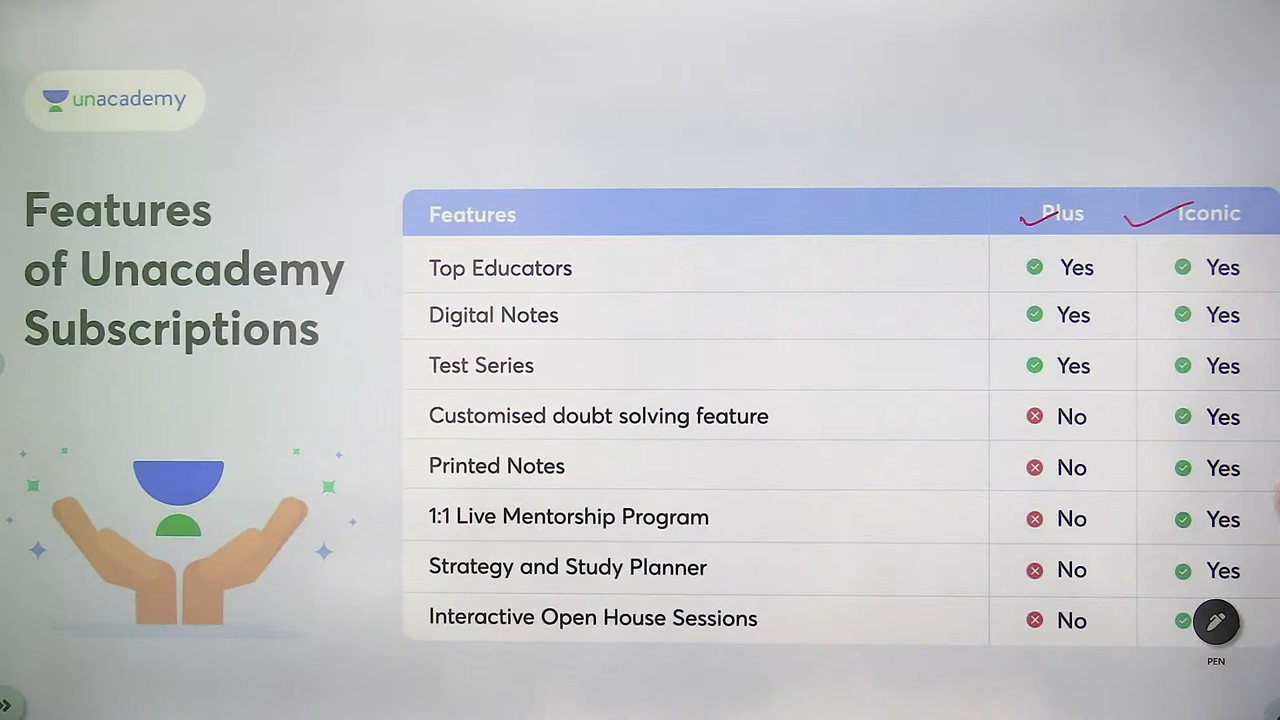 unacademy
Features
of Unacademy
Subscriptions
Features Plus Iconic
Top Educators Yes Yes
Digital Notes Yes Yes
Test Series Yes Yes
Customised doubt solving feature No Yes
Printed Notes No Yes
1:1 Live Mentorship Program No Yes
Strategy and Study Planner No Yes
Interactive Open House Sessions No
PEN